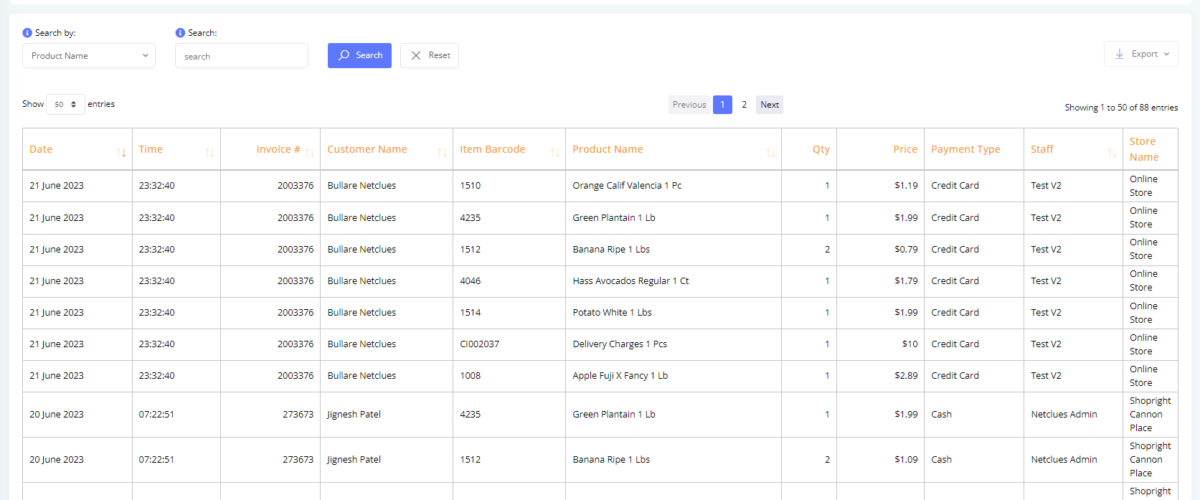 Search by:
Search:
Product Name
search
Search
Reset
Export
Show 50 entries
Previous 1 2 Next
Showing 1 to 50 of 88 entries
Date Time Invoice # Customer Name Item Barcode Product Name Qty Price Payment Type Staff Store Name
21 June 2023 23:32:40 2003376 Bullare Netclues 1510 Orange Calif Valencia 1 Pc 1 $1.19 Credit Card Test V2 Online Store
21 June 2023 23:32:40 2003376 Bullare Netclues 4235 Green Plantain 1 Lb 1 $1.99 Credit Card Test V2 Online Store
21 June 2023 23:32:40 2003376 Bullare Netclues 1512 Banana Ripe 1 Lbs 2 $0.79 Credit Card Test V2 Online Store
21 June 2023 23:32:40 2003376 Bullare Netclues 4046 Hass Avocados Regular 1 Ct 1 $1.79 Credit Card Test V2 Online Store
21 June 2023 23:32:40 2003376 Bullare Netclues 1514 Potato White 1 Lbs 1 $1.99 Credit Card Test V2 Online Store
21 June 2023 23:32:40 2003376 Bullare Netclues CI002037 Delivery Charges 1 Pcs 1 $10 Credit Card Test V2 Online Store
21 June 2023 23:32:40 2003376 Bullare Netclues 1008 Apple Fuji X Fancy 1 Lb 1 $2.89 Credit Card Test V2 Online Store
20 June 2023 07:22:51 273673 Jignesh Patel 4235 Green Plantain 1 Lb 1 $1.99 Cash Netclues Admin Shopright Cannon Place
20 June 2023 07:22:51 273673 Jignesh Patel 1512 Banana Ripe 1 Lbs 2 $1.09 Cash Netclues Admin Shopright Cannon Place
Shopright